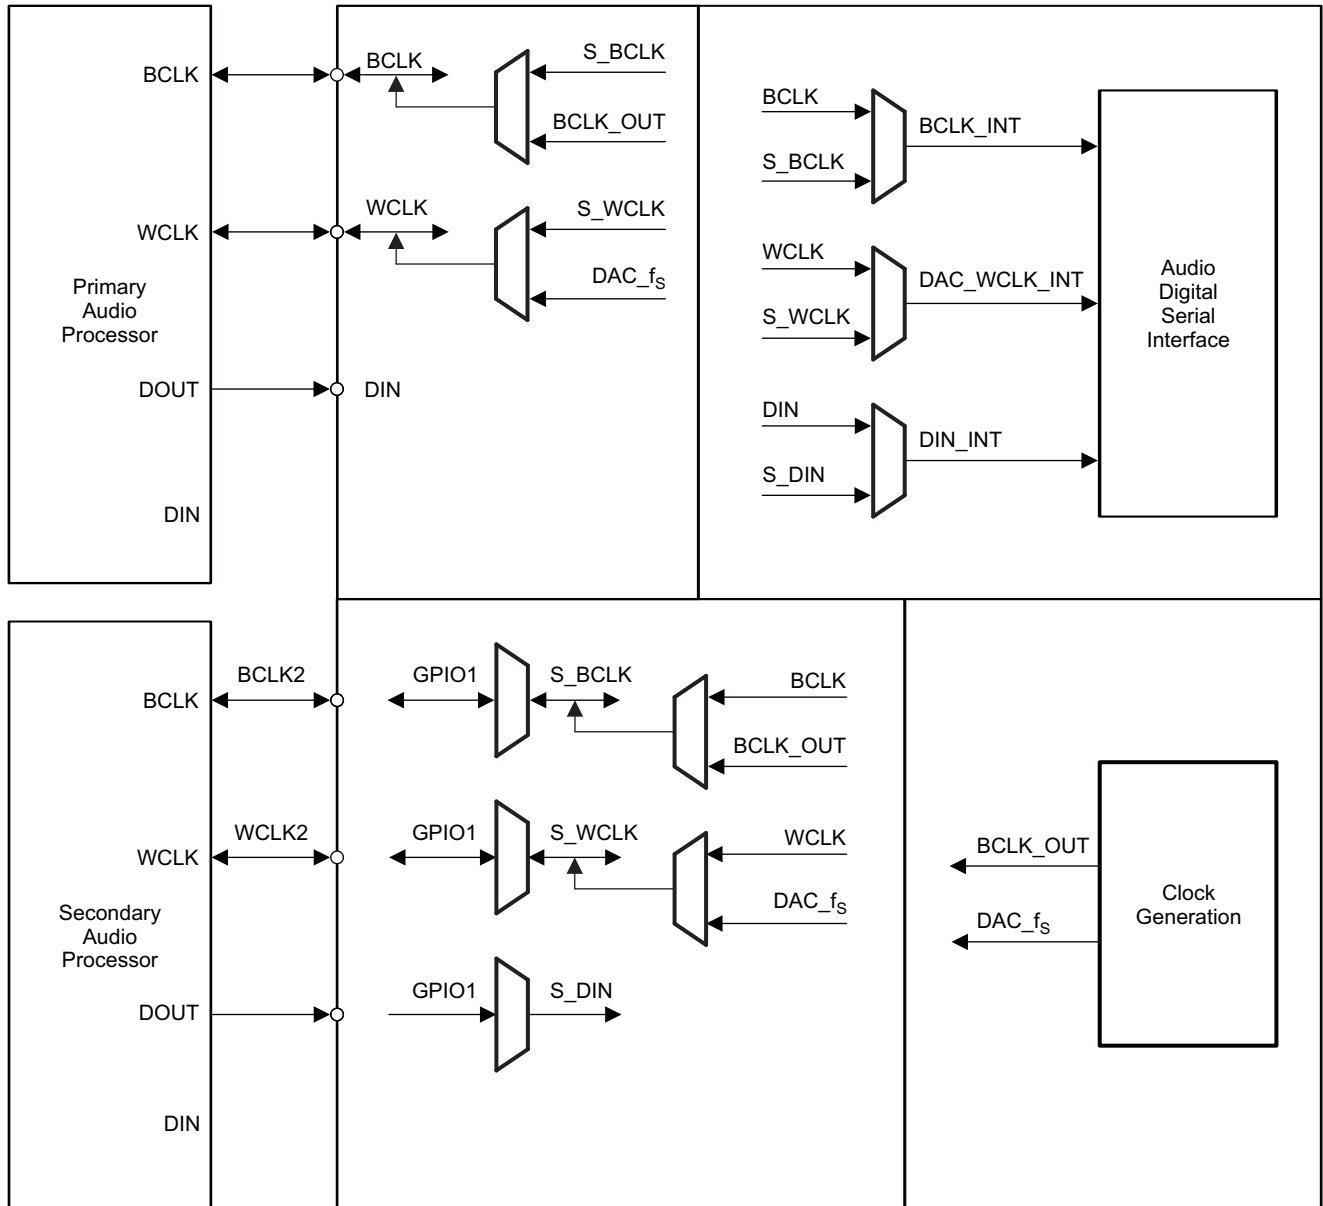 BCLK
WCLK
Primary
Audio
Processor
DOUT
DIN
BCLK
S_BCLK
BCLK_OUT
WCLK
S_WCLK
DAC_fS
DIN
BCLK
S_BCLK
BCLK_INT
WCLK
S_WCLK
DAC_WCLK_INT
DIN
S_DIN
DIN_INT
Audio
Digital
Serial
Interface
BCLK
WCLK
Secondary
Audio
Processor
DOUT
DIN
BCLK2
WCLK2
GPIO1
S_BCLK
BCLK
BCLK_OUT
GPIO1
S_WCLK
WCLK
DAC_fS
GPIO1
S_DIN
BCLK_OUT
DAC_fS
Clock
Generation